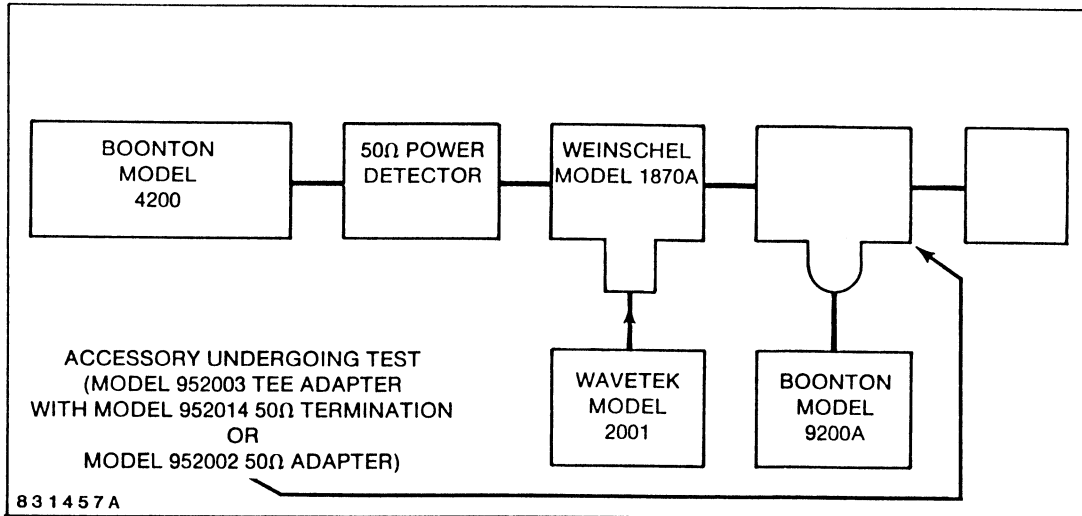 BOONTON
MODEL
4200
50Ω POWER
DETECTOR
WEINSCHEL
MODEL 1870A
ACCESSORY UNDERGOING TEST
(MODEL 952003 TEE ADAPTER
WITH MODEL 952014 50Ω TERMINATION
OR
MODEL 952002 50Ω ADAPTER)
WAVETEK
MODEL
2001
BOONTON
MODEL
9200A
831457A